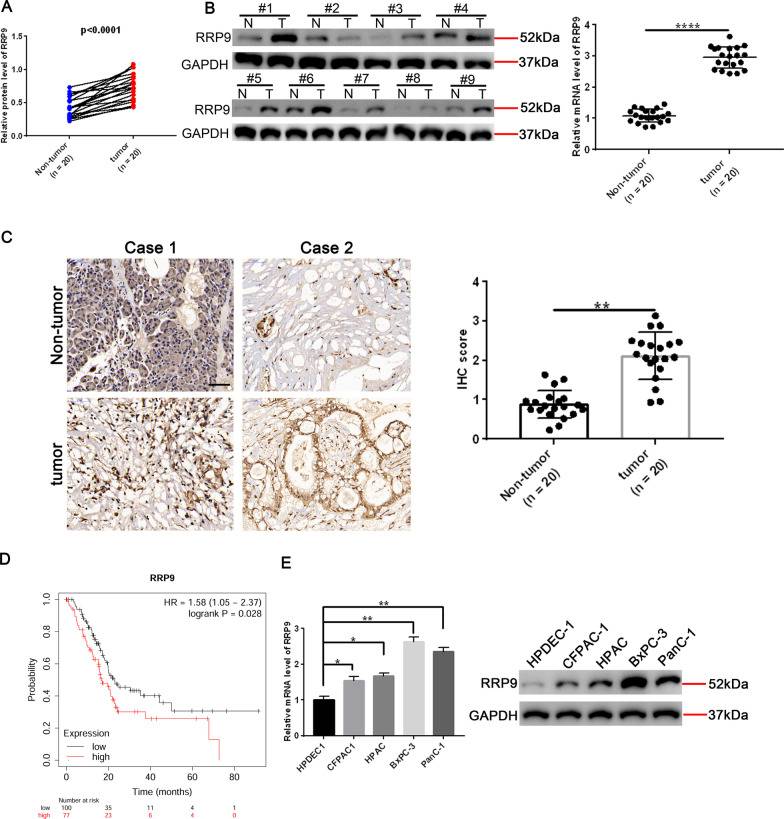 A
p<0.0001
Relative protein level of RRP9
1.5
1.0
0.5
0.0
Non-tumor
(n = 20)
tumor
(n = 20)
B
#1 #2 #3 #4
N T N T N T N T
RRP9 52kDa
GAPDH 37kDa
#5 #6 #7 #8 #9
N T N T N T N T N T
RRP9 52kDa
GAPDH 37kDa
Relative mRNA level of RRP9
****
4
3
2
1
0
Non-tumor
(n = 20)
tumor
(n = 20)
C
Case 1 Case 2
Non-tumor
tumor
IHC score
**
4
3
2
1
0
Non-tumor
(n = 20)
tumor
(n = 20)
D
RRP9
HR = 1.58 (1.05 − 2.37)
logrank P = 0.028
Probability
1.0
0.8
0.6
0.4
0.2
0.0
Expression
low
high
0 20 40 60 80
Time (months)
Number at risk
low 100 35 11 4 1
high 77 23 6 4 0
E
Relative mRNA level of RRP9
3
2
1
0
**
**
*
*
HPDEC1
CFPAC1
HPAC
BxPC-3
PanC-1
HPDEC-1
CFPAC-1
HPAC
BxPC-3
PanC-1
RRP9 52kDa
GAPDH 37kDa